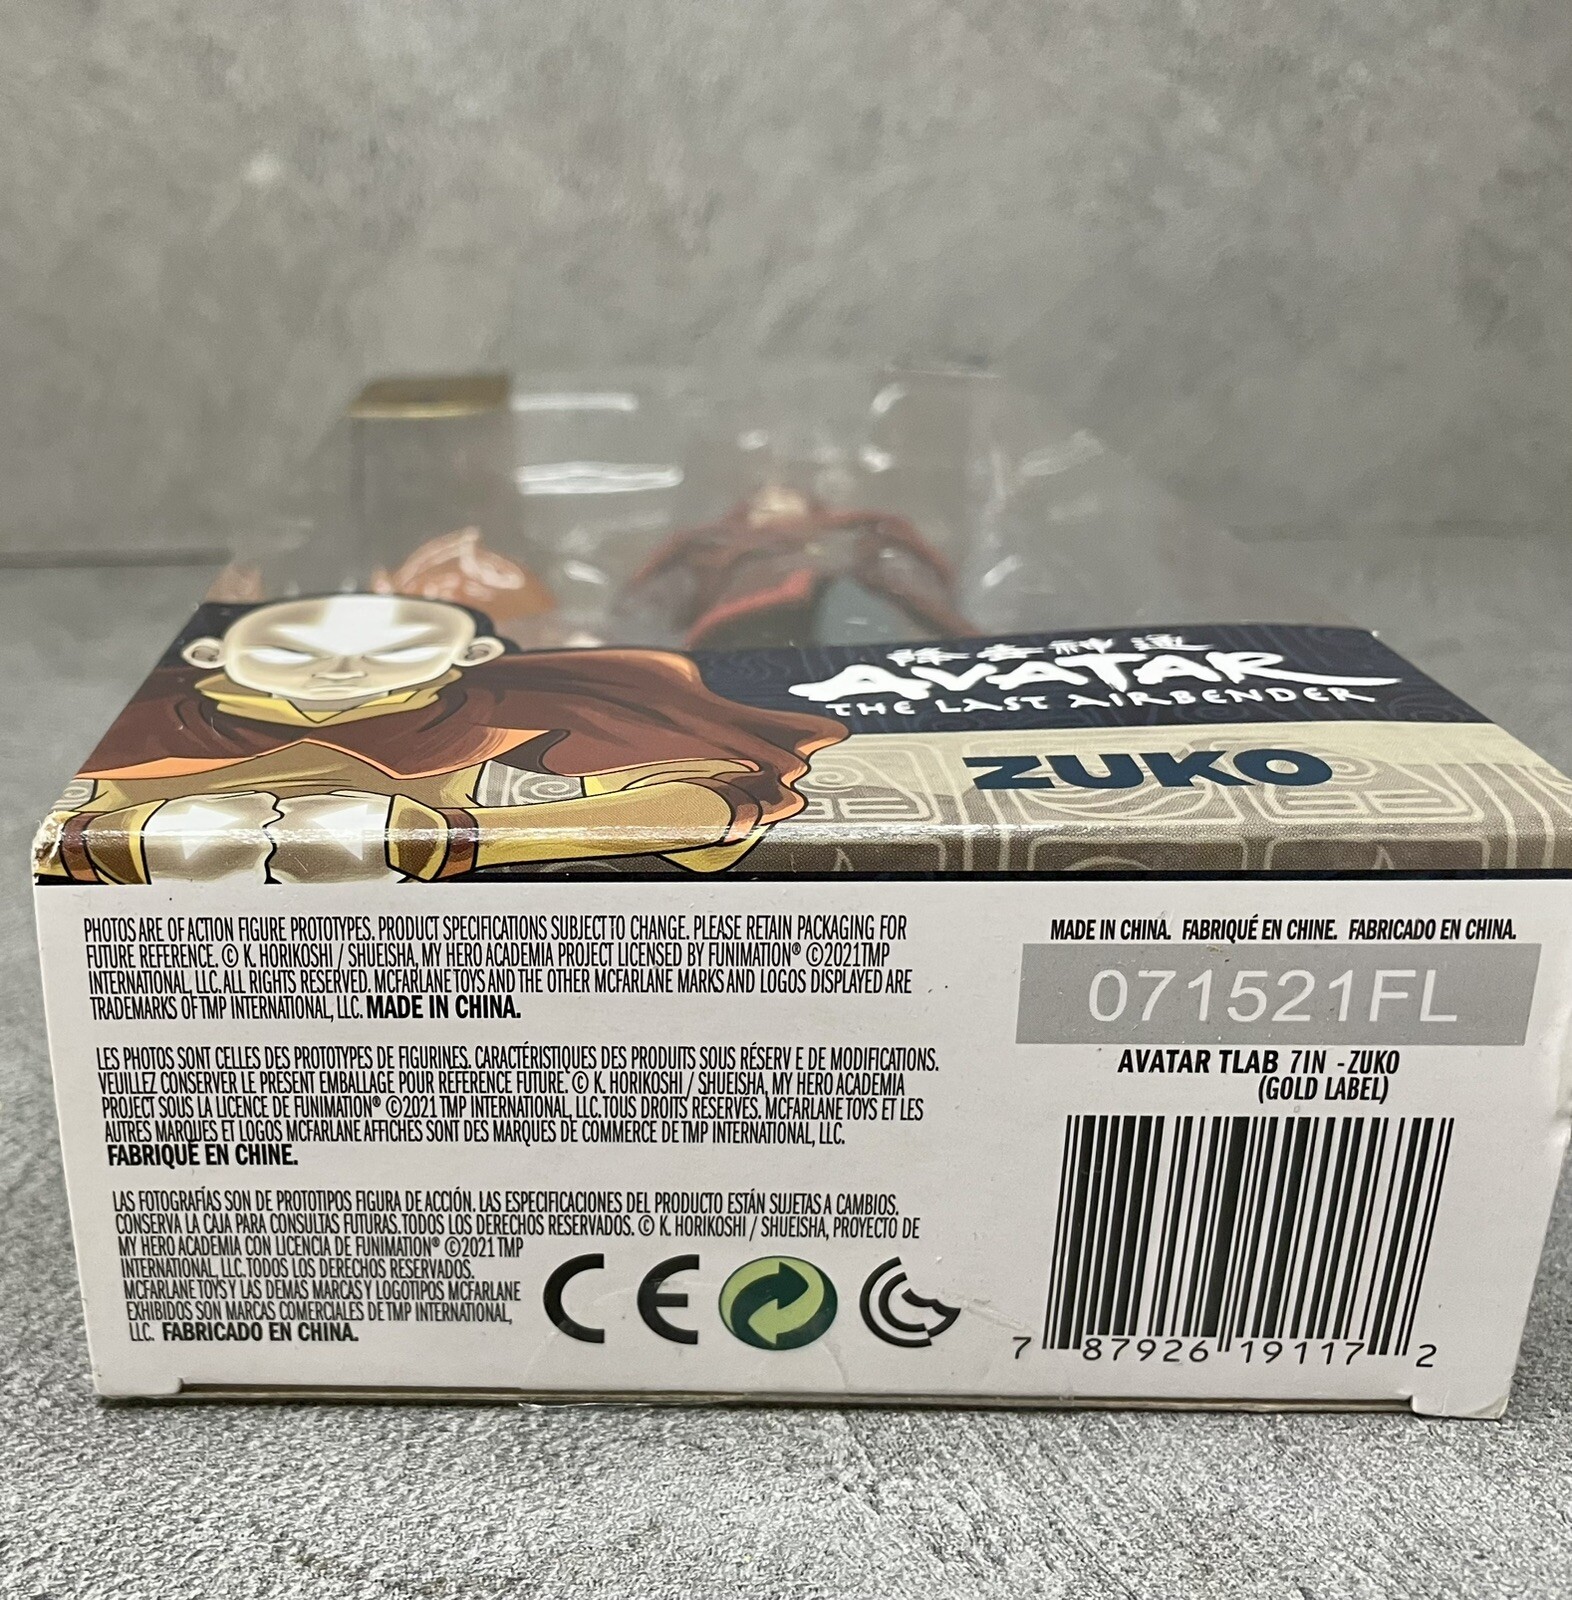 降去神通
AVATAR
THE LAST AIRBENDER
ZUKO
PHOTOS ARE OF ACTION FIGURE PROTOTYPES. PRODUCT SPECIFICATIONS SUBJECT TO CHANGE. PLEASE RETAIN PACKAGING FOR
FUTURE REFERENCE. © K. HORIKOSHI / SHUEISHA, MY HERO ACADEMIA PROJECT LICENSED BY FUNIMATION® ©2021 TMP
INTERNATIONAL, LLC. ALL RIGHTS RESERVED. MCFARLANE TOYS AND THE OTHER MCFARLANE MARKS AND LOGOS DISPLAYED ARE
TRADEMARKS OF TMP INTERNATIONAL, LLC. MADE IN CHINA.
LES PHOTOS SONT CELLES DES PROTOTYPES DE FIGURINES. CARACTÉRISTIQUES DES PRODUITS SOUS RÉSERV E DE MODIFICATIONS.
VEUILLEZ CONSERVER LE PRESENT EMBALLAGE POUR REFERENCE FUTURE. © K. HORIKOSHI / SHUEISHA, MY HERO ACADEMIA
PROJECT SOUS LA LICENCE DE FUNIMATION® ©2021 TMP INTERNATIONAL, LLC. TOUS DROITS RESERVES. MCFARLANE TOYS ET LES
AUTRES MARQUES ET LOGOS MCFARLANE AFFICHES SONT DES MARQUES DE COMMERCE DE TMP INTERNATIONAL, LLC.
FABRIQUÉ EN CHINE.
LAS FOTOGRAFÍAS SON DE PROTOTIPOS FIGURA DE ACCIÓN. LAS ESPECIFICACIONES DEL PRODUCTO ESTÁN SUJETAS A CAMBIOS.
CONSERVA LA CAJA PARA CONSULTAS FUTURAS. TODOS LOS DERECHOS RESERVADOS. © K. HORIKOSHI / SHUEISHA, PROYECTO DE
MY HERO ACADEMIA CON LICENCIA DE FUNIMATION® ©2021 TMP
INTERNATIONAL, LLC. TODOS LOS DERECHOS RESERVADOS.
MCFARLANE TOYS Y LAS DEMAS MARCAS Y LOGOTIPOS MCFARLANE
EXHIBIDOS SON MARCAS COMERCIALES DE TMP INTERNATIONAL,
LLC. FABRICADO EN CHINA.
CE
MADE IN CHINA. FABRIQUÉ EN CHINE. FABRICADO EN CHINA.
071521FL
AVATAR TLAB 7IN -ZUKO
(GOLD LABEL)
7 87926 19117 2